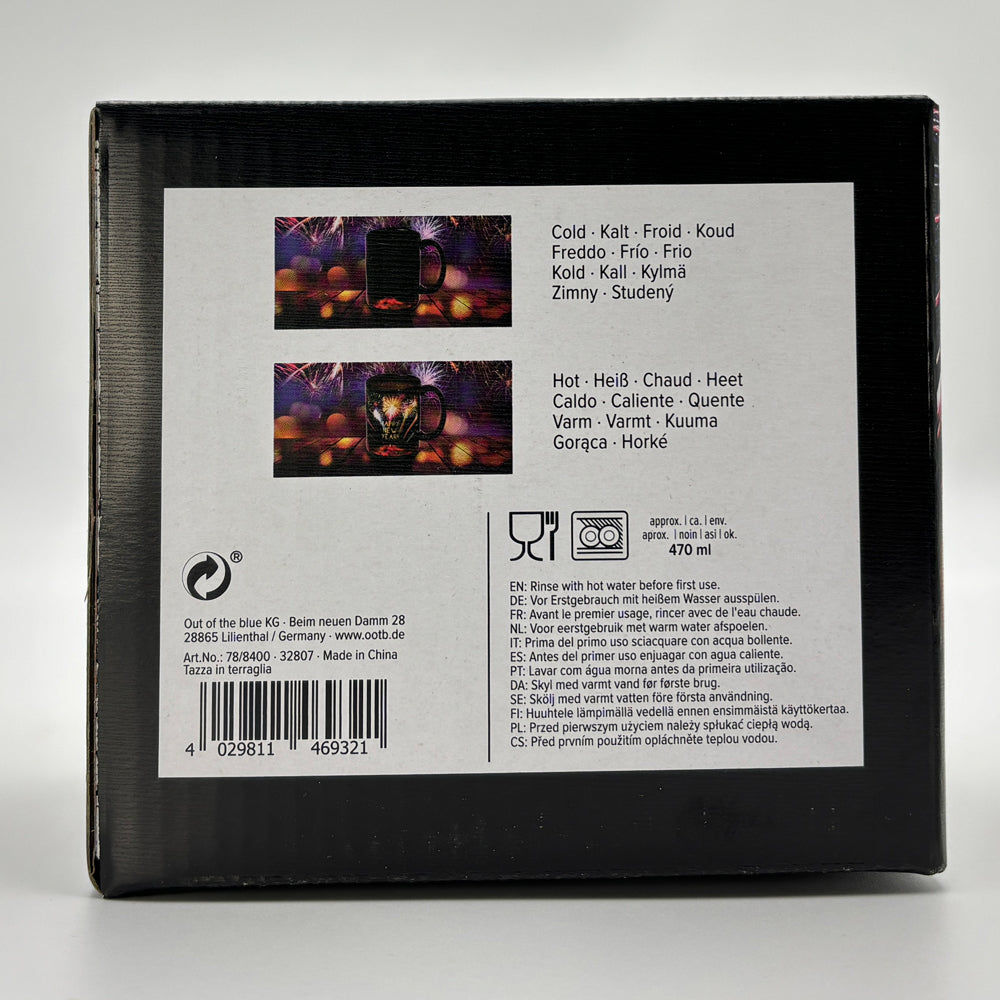 Cold · Kalt · Froid · Koud
Freddo · Frío · Frio
Kold · Kall · Kylmä
Zimny · Studený
HAPPY
NEW
YEAR
Hot · Heiß · Chaud · Heet
Caldo · Caliente · Quente
Varm · Varmt · Kuuma
Gorąca · Horké
®
Out of the blue KG · Beim neuen Damm 28
28865 Lilienthal / Germany · www.ootb.de
Art.No.: 78/8400 · 32807 · Made in China
Tazza in terraglia
4 029811 469321
approx. | ca. | env.
aprox. | noin | asi | ok.
470 ml
EN: Rinse with hot water before first use.
DE: Vor Erstgebrauch mit heißem Wasser ausspülen.
FR: Avant le premier usage, rincer avec de l'eau chaude.
NL: Voor eerstgebruik met warm water afspoelen.
IT: Prima del primo uso sciacquare con acqua bollente.
ES: Antes del primer uso enjuagar con agua caliente.
PT: Lavar com água morna antes da primeira utilização.
DA: Skyl med varmt vand før første brug.
SE: Skölj med varmt vatten före första användning.
FI: Huuhtele lämpimällä vedellä ennen ensimmäistä käyttökertaa.
PL: Przed pierwszym użyciem należy spłukać ciepłą wodą.
CS: Před prvním použitím opláchněte teplou vodou.